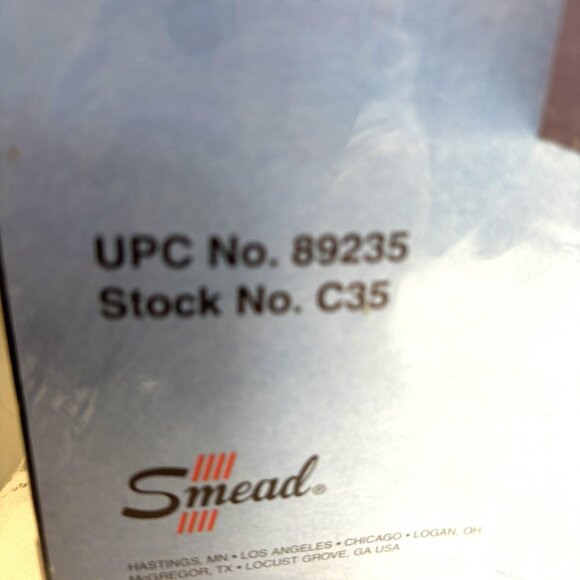 UPC No. 89235
Stock No. C35
Smead®
HASTINGS, MN • LOS ANGELES • CHICAGO • LOGAN, OH
McGREGOR, TX • LOCUST GROVE, GA USA